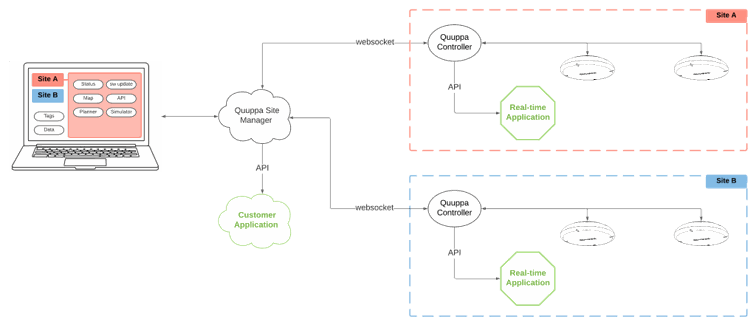 Site A
Site B
Tags
Data
Status
sw update
Map
API
Planner
Simulator
Quuppa Site
Manager
API
Customer
Application
websocket
websocket
Site A
Quuppa
Controller
API
Real-time
Application
Site B
Quuppa
Controller
API
Real-time
Application